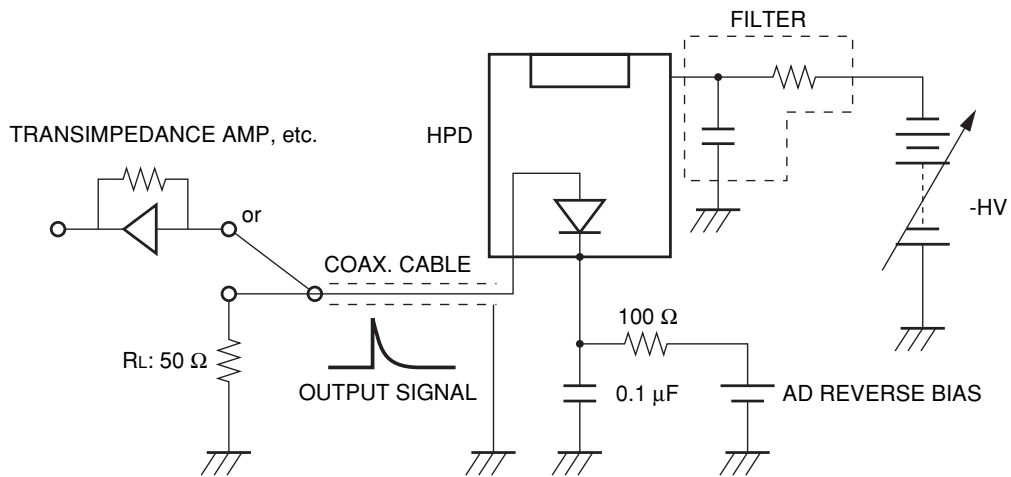 FILTER
TRANSIMPEDANCE AMP, etc.
HPD
or
-HV
COAX. CABLE
100 Ω
RL: 50 Ω
OUTPUT SIGNAL
0.1 μF
AD REVERSE BIAS